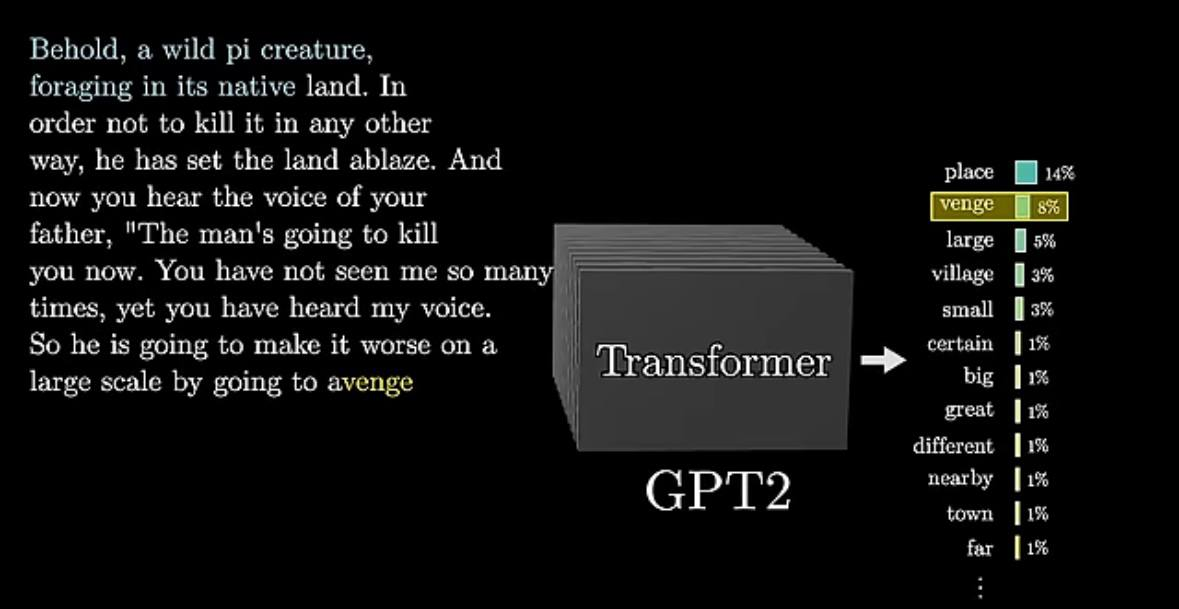 Behold, a wild pi creature,
foraging in its native land. In
order not to kill it in any other
way, he has set the land ablaze. And
now you hear the voice of your
father, "The man's going to kill
you now. You have not seen me so many
times, yet you have heard my voice.
So he is going to make it worse on a
large scale by going to avenge
Transformer
GPT2
place 14%
venge 8%
large 5%
village 3%
small 3%
certain 1%
big 1%
great 1%
different 1%
nearby 1%
town 1%
far 1%
⋮